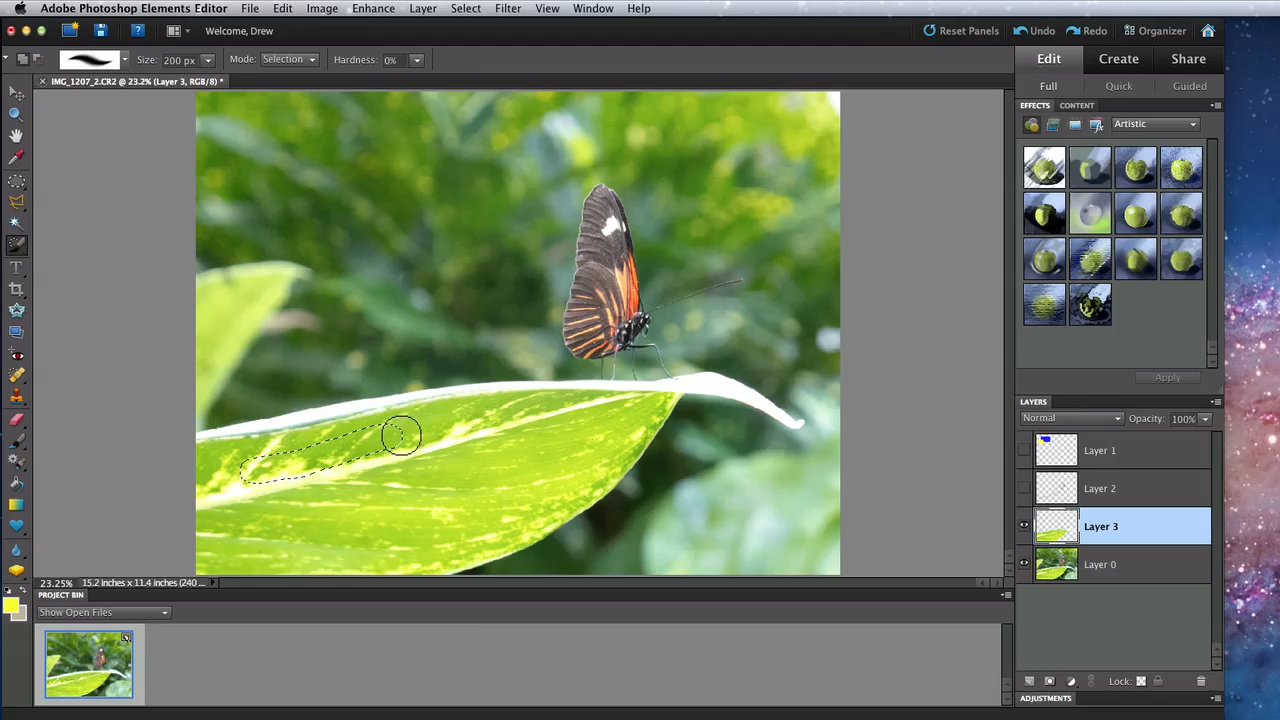 Adobe Photoshop Elements Editor File Edit Image Enhance Layer Select Filter View Window Help
Welcome, Drew Reset Panels Undo Redo Organizer
Size: 200 px Mode: Selection Hardness: 0% Edit Create Share
IMG_1207_2.CR2 @ 23.2% (Layer 3, RGB/8) * Full Quick Guided
EFFECTS CONTENT
Artistic
Apply
LAYERS
Normal Opacity: 100%
Layer 1
Layer 2
Layer 3
Layer 0
23.25% 15.2 inches x 11.4 inches (240 ...
PROJECT BIN
Show Open Files
Lock:
ADJUSTMENTS